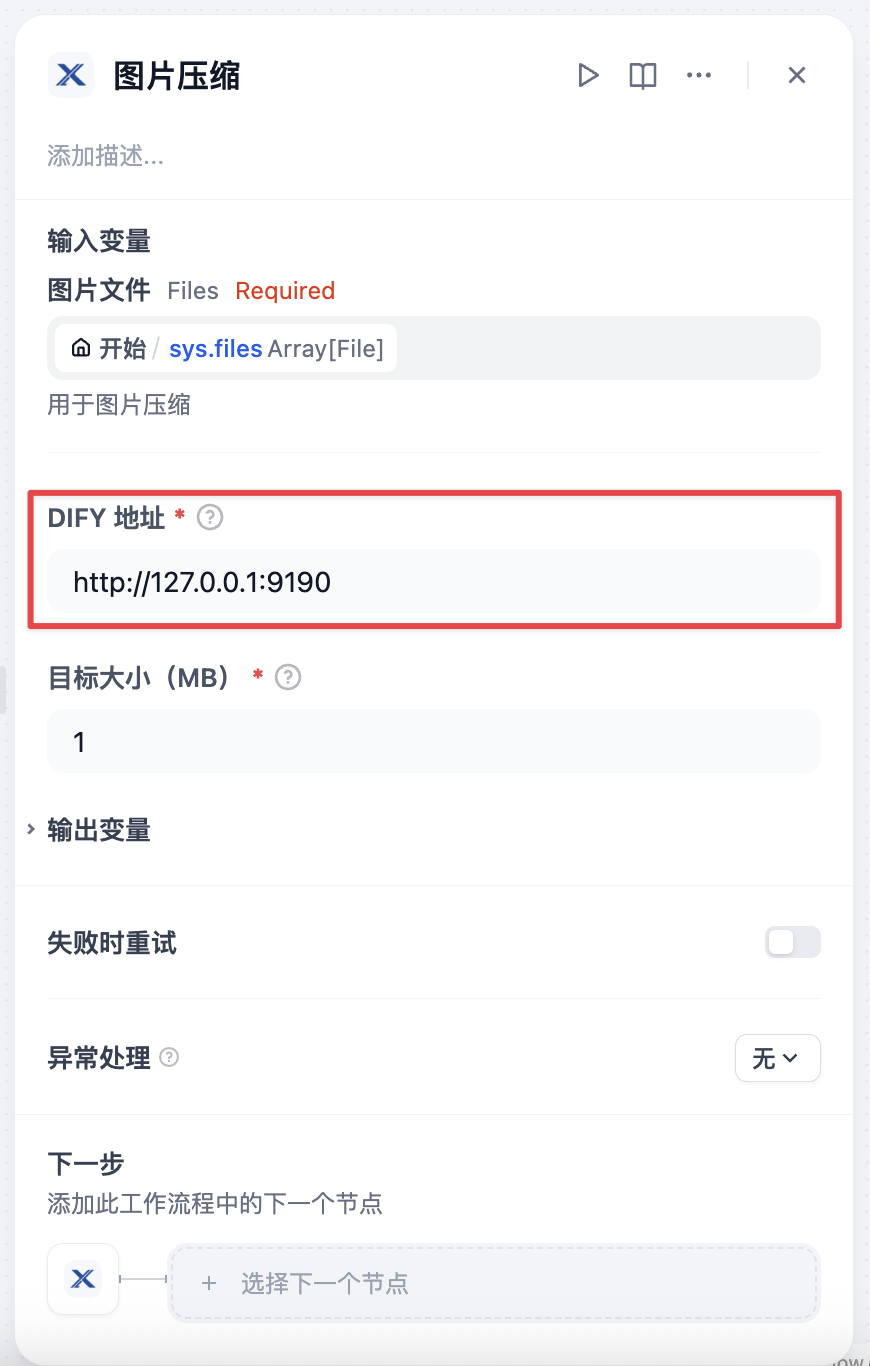 图片压缩
添加描述...
输入变量
图片文件 Files Required
开始 / sys.files Array[File]
用于图片压缩
DIFY 地址 *
http://127.0.0.1:9190
目标大小（MB） *
1
输出变量
失败时重试
异常处理
无
下一步
添加此工作流程中的下一个节点
+ 选择下一个节点